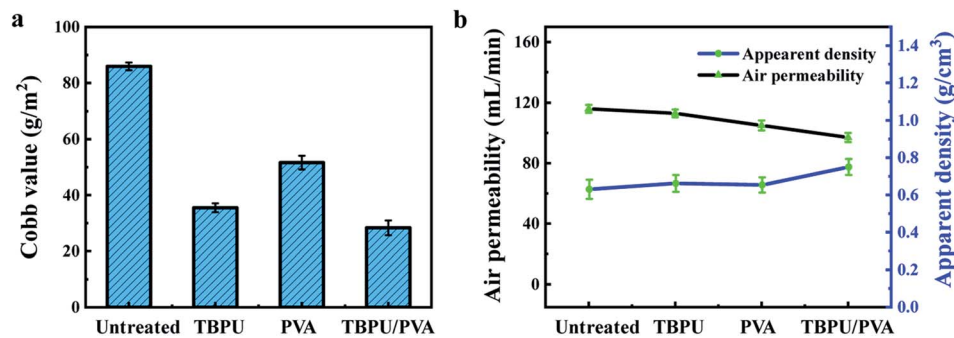 a
Cobb value (g/m²)
100
80
60
40
20
0
Untreated TBPU PVA TBPU/PVA
b
Air permeability (mL/min)
160
120
80
40
0
Appearent density
Air permeability
1.4
1.2
1.0
0.8
0.6
0.4
0.2
0.0
Apparent density (g/cm³)
Untreated TBPU PVA TBPU/PVA